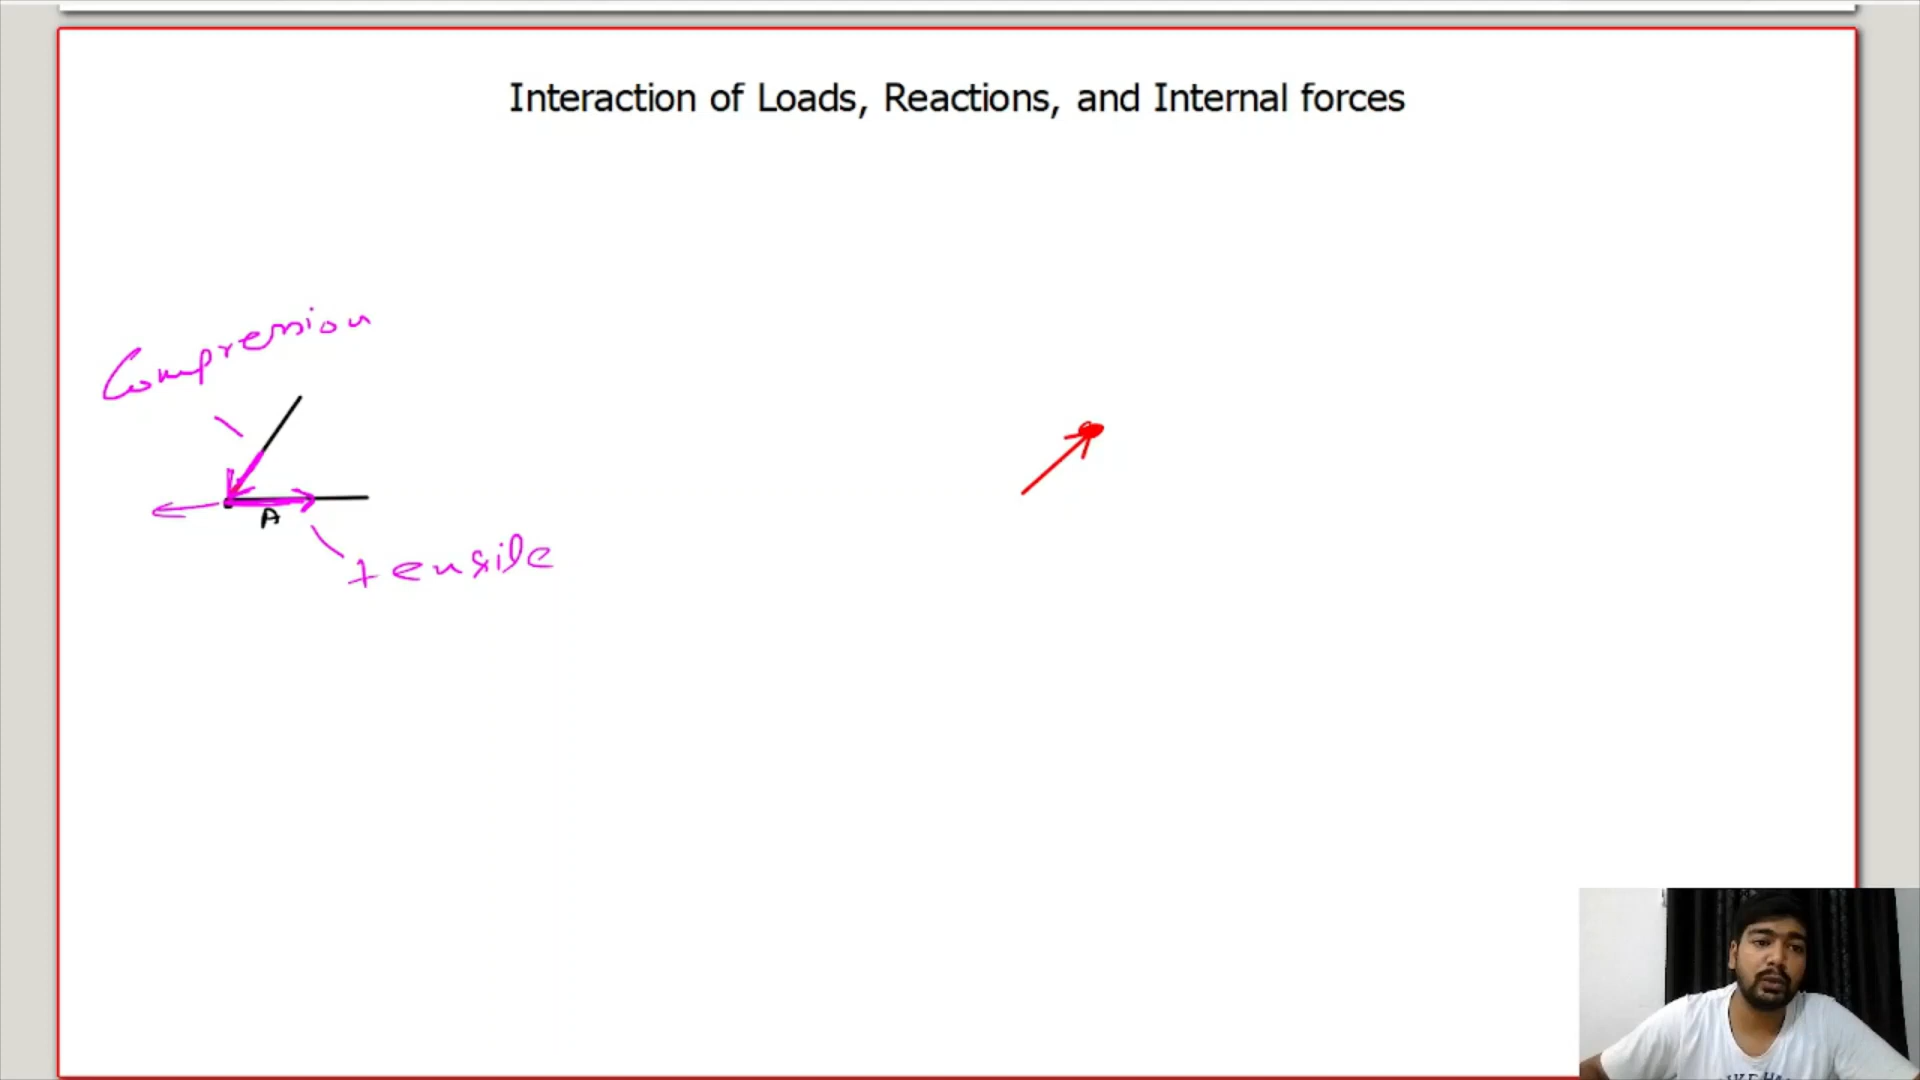 Interaction of Loads, Reactions, and Internal forces
Compression
A
tensile